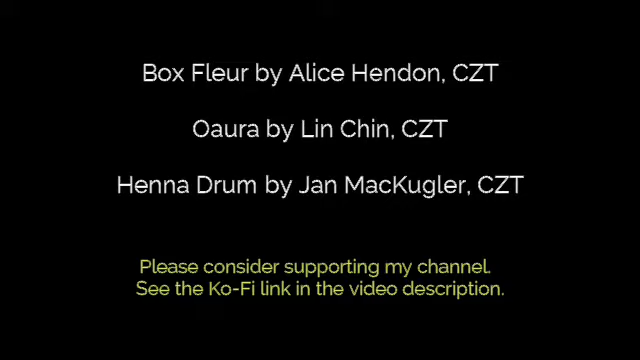 Box Fleur by Alice Hendon, CZT
Oaura by Lin Chin, CZT
Henna Drum by Jan MacKugler, CZT
Please consider supporting my channel.
See the Ko-Fi link in the video description.